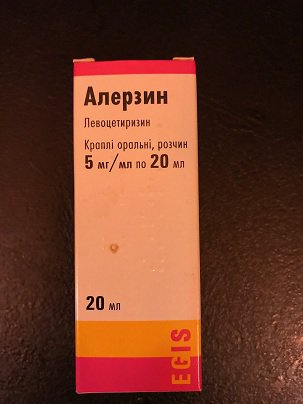 Алерзин
Левоцетиризин
Краплі оральні, розчин
5 мг/мл по 20 мл
20 мл
EGIS